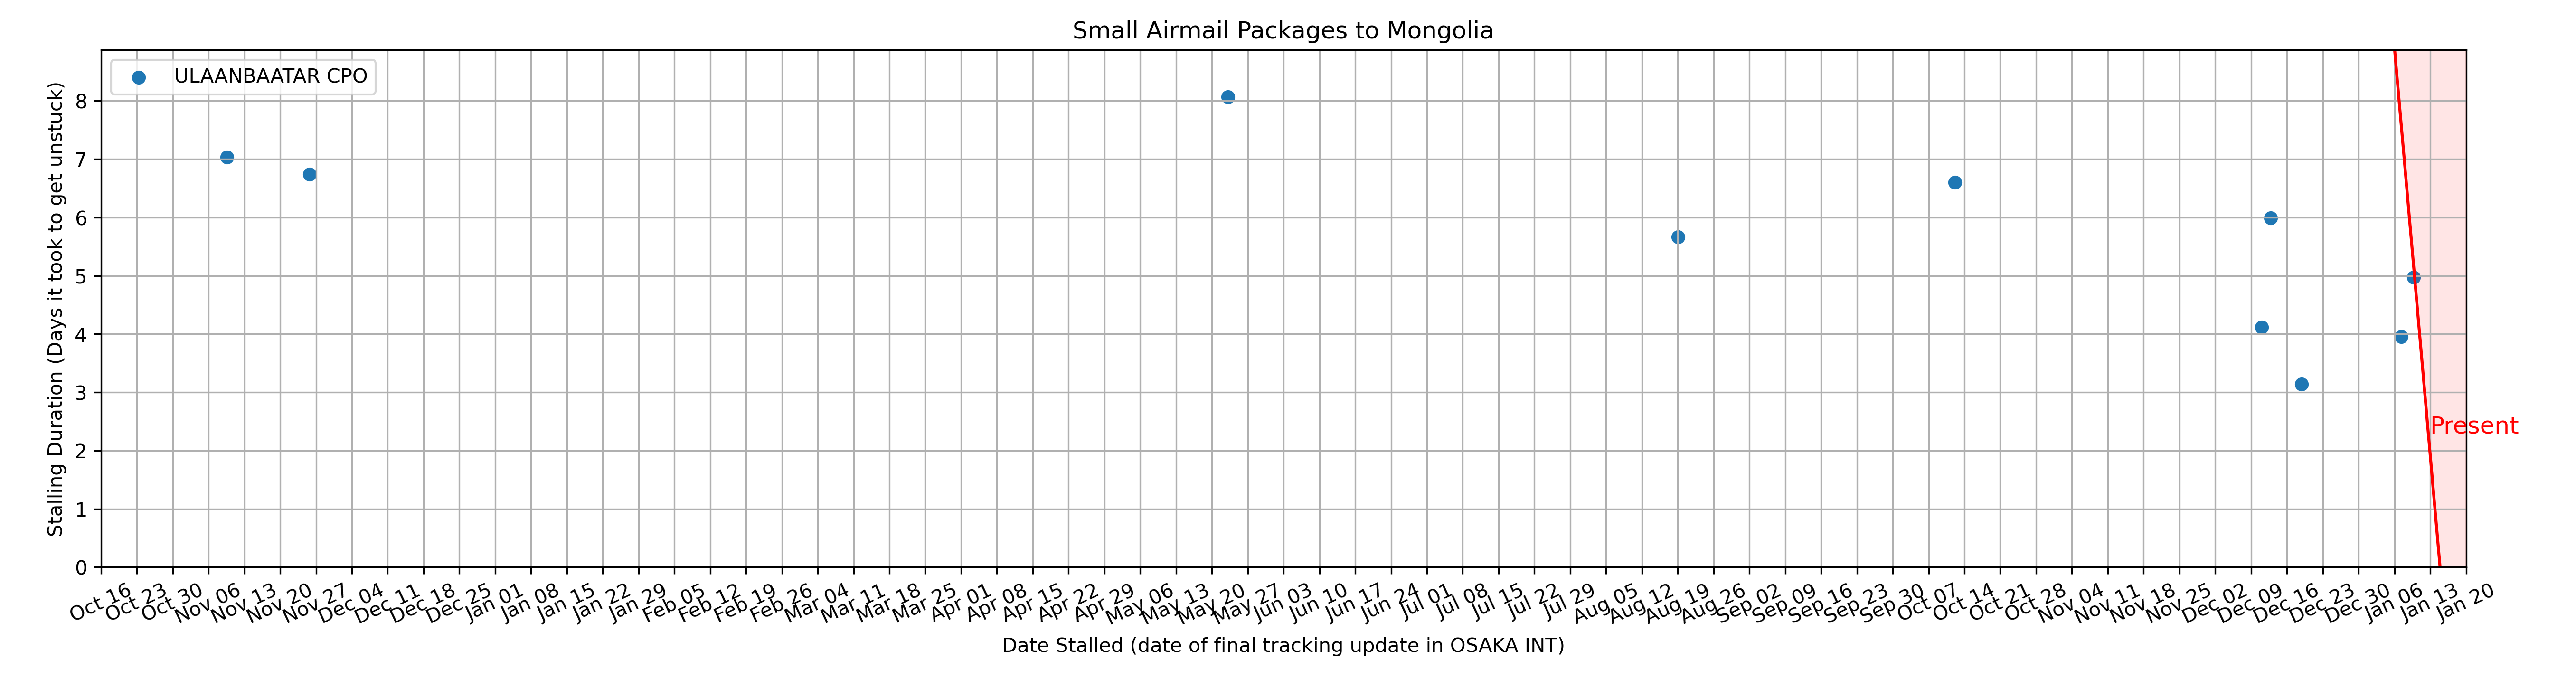 Small Airmail Packages to Mongolia
ULAANBAATAR CPO
Stalling Duration (Days it took to get unstuck)
8
7
6
5
4
3
2
1
0
Present
Oct 16 Oct 23 Oct 30 Nov 06 Nov 13 Nov 20 Nov 27 Dec 04 Dec 11 Dec 18 Dec 25 Jan 01 Jan 08 Jan 15 Jan 22 Jan 29 Feb 05 Feb 12 Feb 19 Feb 26 Mar 04 Mar 11 Mar 18 Mar 25 Apr 01 Apr 08 Apr 15 Apr 22 Apr 29 May 06 May 13 May 20 May 27 Jun 03 Jun 10 Jun 17 Jun 24 Jul 01 Jul 08 Jul 15 Jul 22 Jul 29 Aug 05 Aug 12 Aug 19 Aug 26 Sep 02 Sep 09 Sep 16 Sep 23 Sep 30 Oct 07 Oct 14 Oct 21 Oct 28 Nov 04 Nov 11 Nov 18 Nov 25 Dec 02 Dec 09 Dec 16 Dec 23 Dec 30 Jan 06 Jan 13 Jan 20
Date Stalled (date of final tracking update in OSAKA INT)